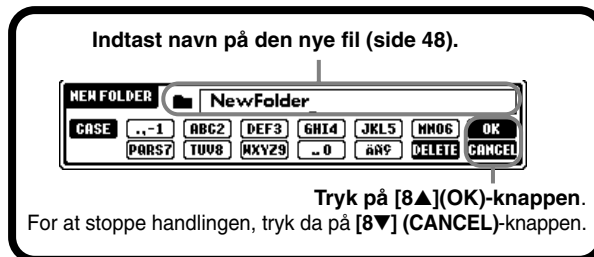 Indtast navn på den nye fil (side 48).
NEW FOLDER NewFolder_
CASE .,-1 ABC2 DEF3 GHI4 JKL5 MNO6 OK
PQRS7 TUV8 WXYZ9 ␣0 äÄç DELETE CANCEL
Tryk på [8▲](OK)-knappen.
For at stoppe handlingen, tryk da på [8▼] (CANCEL)-knappen.